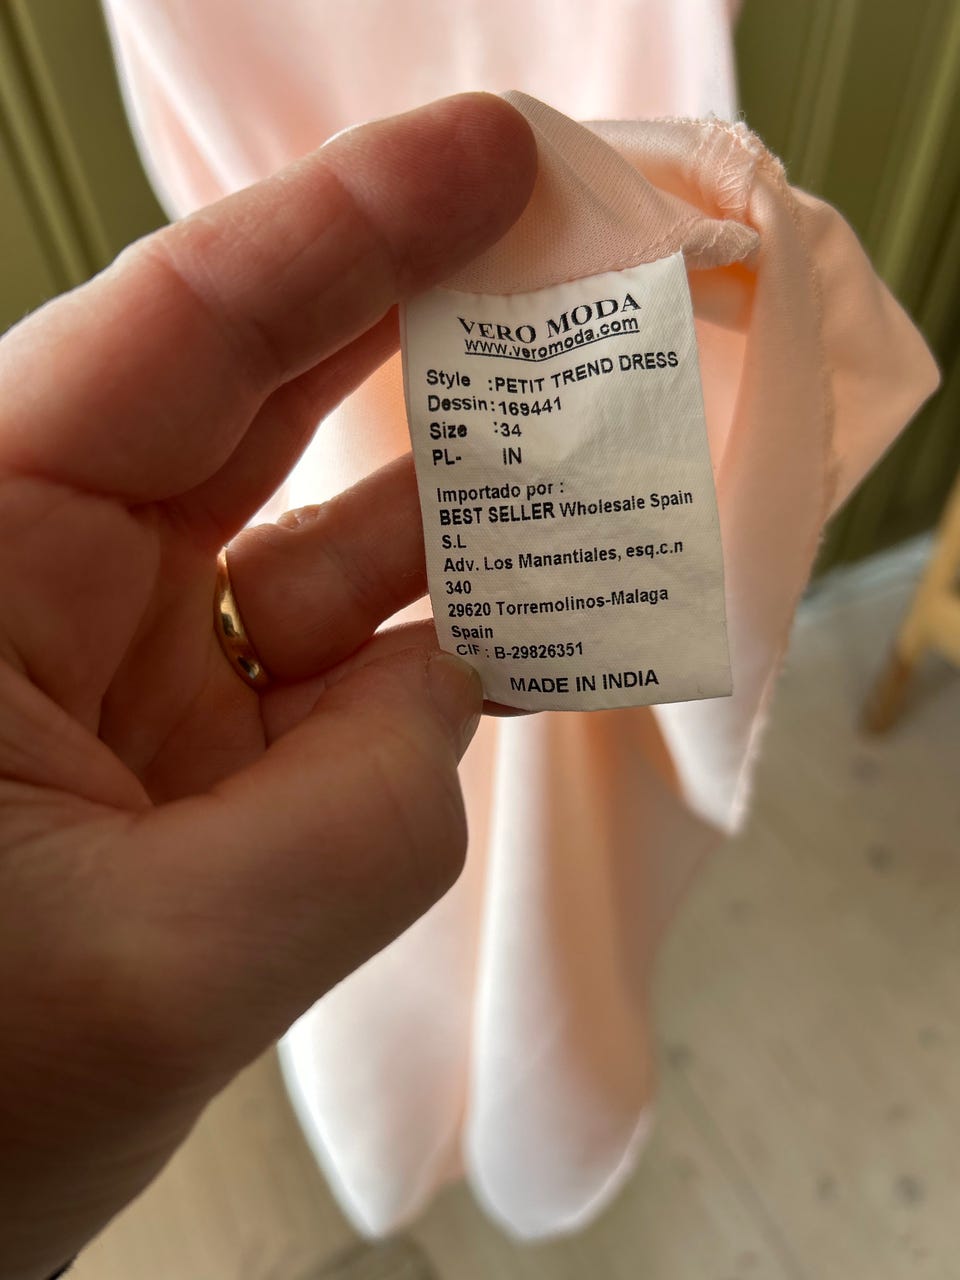 VERO MODA
www.veromoda.com
Style :PETIT TREND DRESS
Dessin:169441
Size :34
PL- IN
Importado por :
BEST SELLER Wholesale Spain
S.L
Adv. Los Manantiales, esq.c.n
340
29620 Torremolinos-Malaga
Spain
CIF : B-29826351
MADE IN INDIA